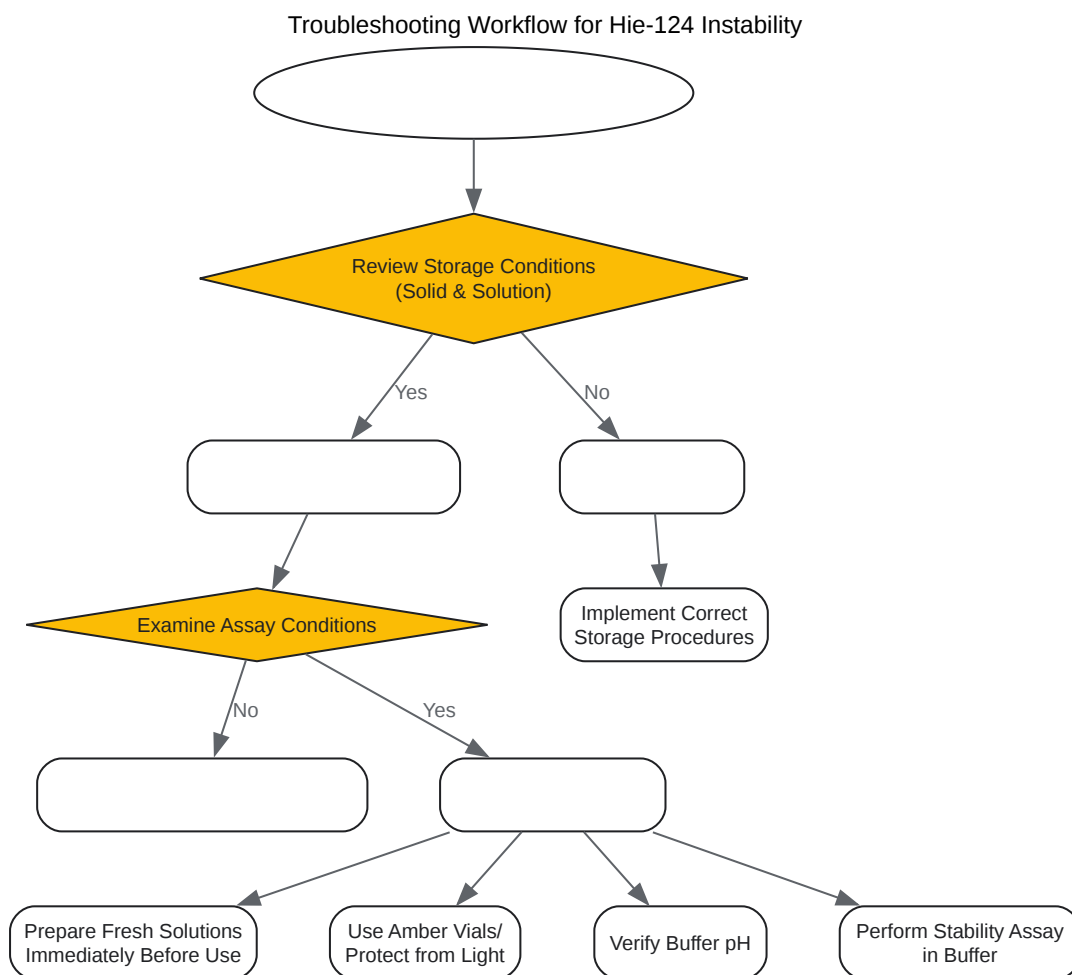 Troubleshooting Workflow for Hie-124 Instability
Review Storage Conditions
(Solid & Solution)
Yes
No
Examine Assay Conditions
Implement Correct
Storage Procedures
No
Yes
Prepare Fresh Solutions
Immediately Before Use
Use Amber Vials/
Protect from Light
Verify Buffer pH
Perform Stability Assay
in Buffer